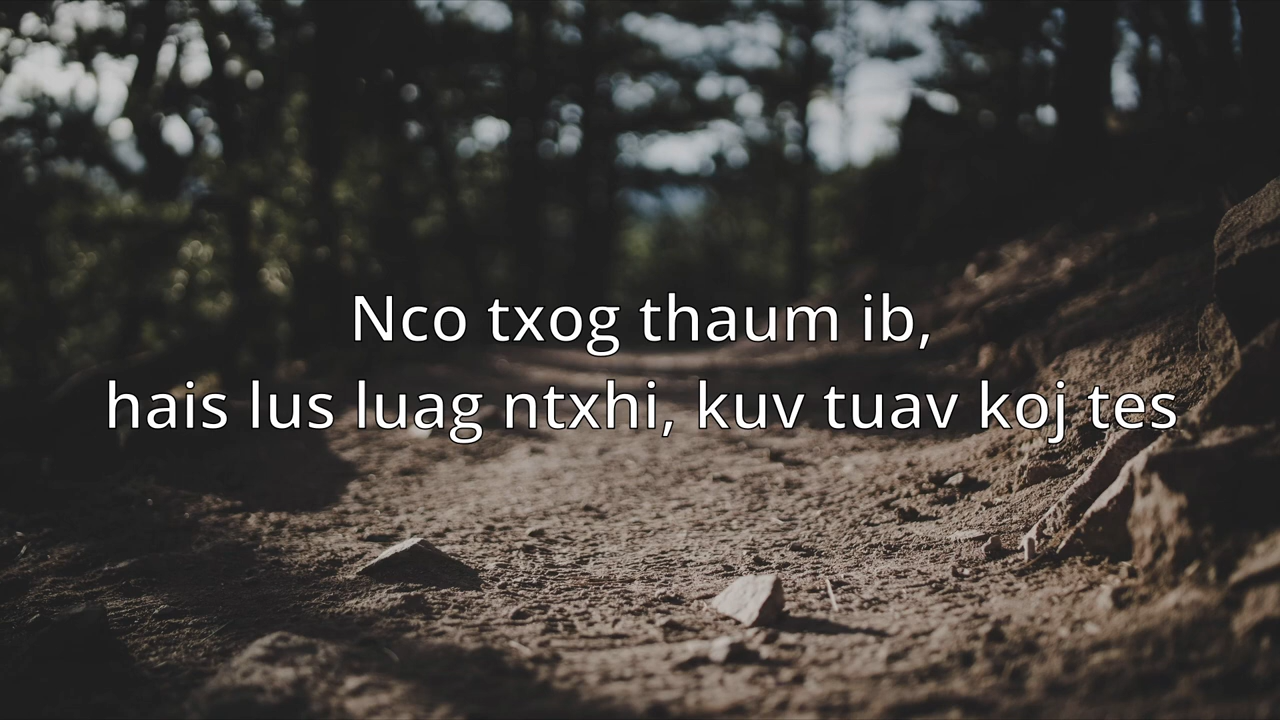 Nco txog thaum ib,
hais lus luag ntxhi, kuv tuav koj tes